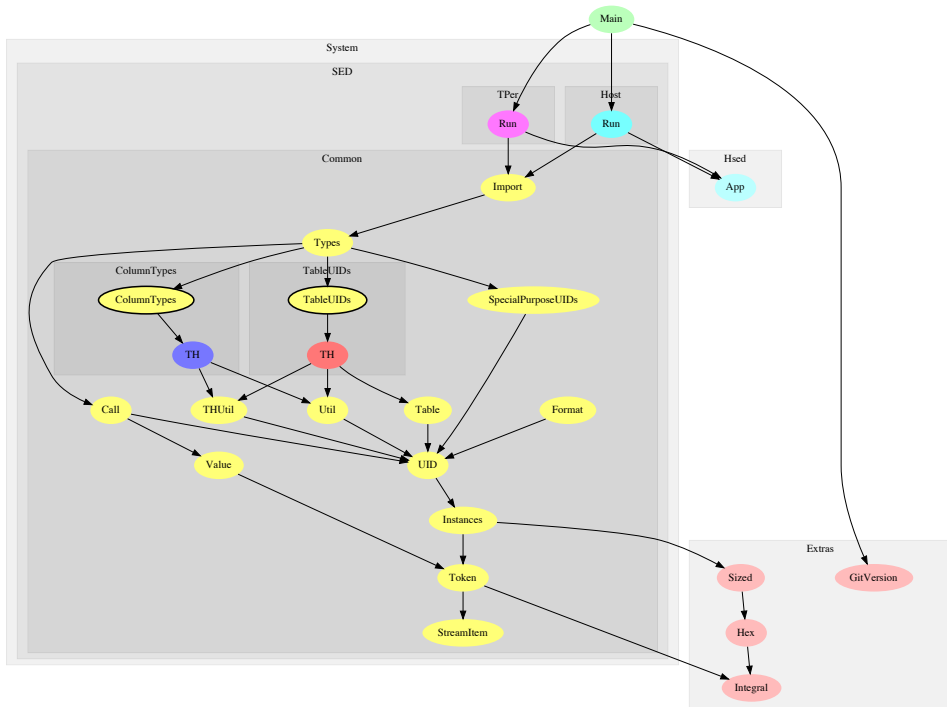 Main
System
SED
TPer
Host
Run
Run
Common
Hsed
Import
App
Types
ColumnTypes
TableUIDs
ColumnTypes
TableUIDs
SpecialPurposeUIDs
TH
TH
Call
THUtil
Util
Table
Format
Value
UID
Instances
Extras
Token
Sized
GitVersion
StreamItem
Hex
Integral